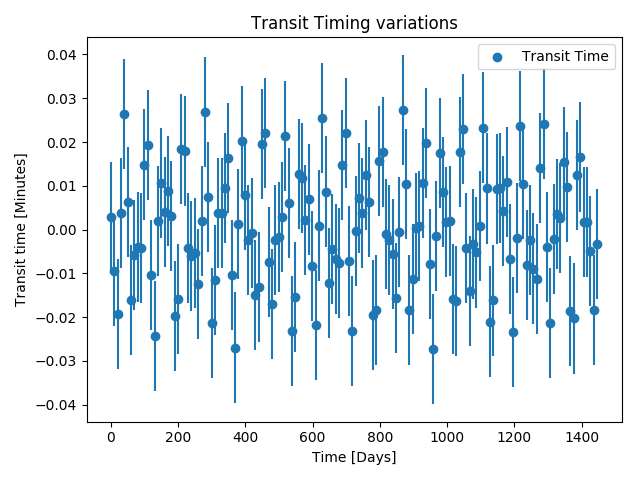 Transit Timing variations
Transit Time
Transit time [Minutes]
0.04
0.03
0.02
0.01
0.00
−0.01
−0.02
−0.03
−0.04
0 200 400 600 800 1000 1200 1400
Time [Days]